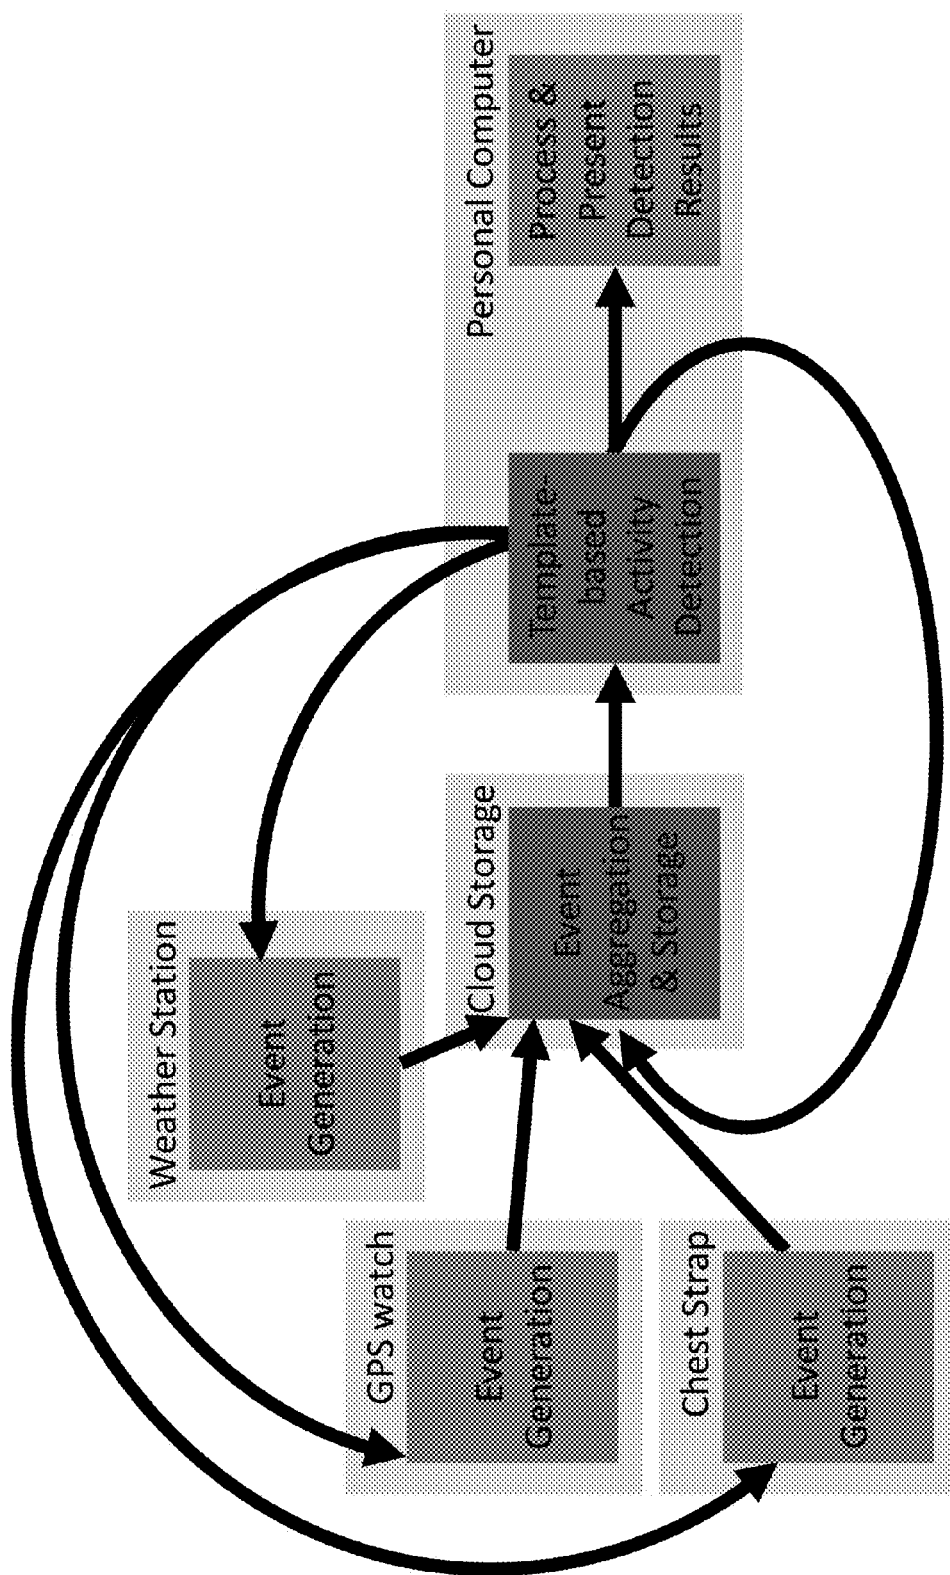 Weather Station
Event
Generation
GPS watch
Event
Generation
Chest Strap
Event
Generation
Cloud Storage
Event
Aggregation
& Storage
Personal Computer
Template-
based
Activity
Detection
Process &
Present
Detection
Results